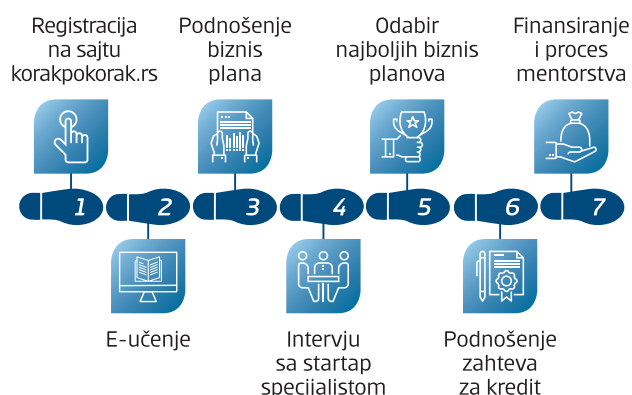 Registracija
na sajtu
korakpokorak.rs
Podnošenje
biznis
plana
Odabir
najboljih biznis
planova
Finansiranje
i proces
mentorstva
1
2
3
4
5
6
7
E-učenje
Intervju
sa startap
specijalistom
Podnošenje
zahteva
za kredit